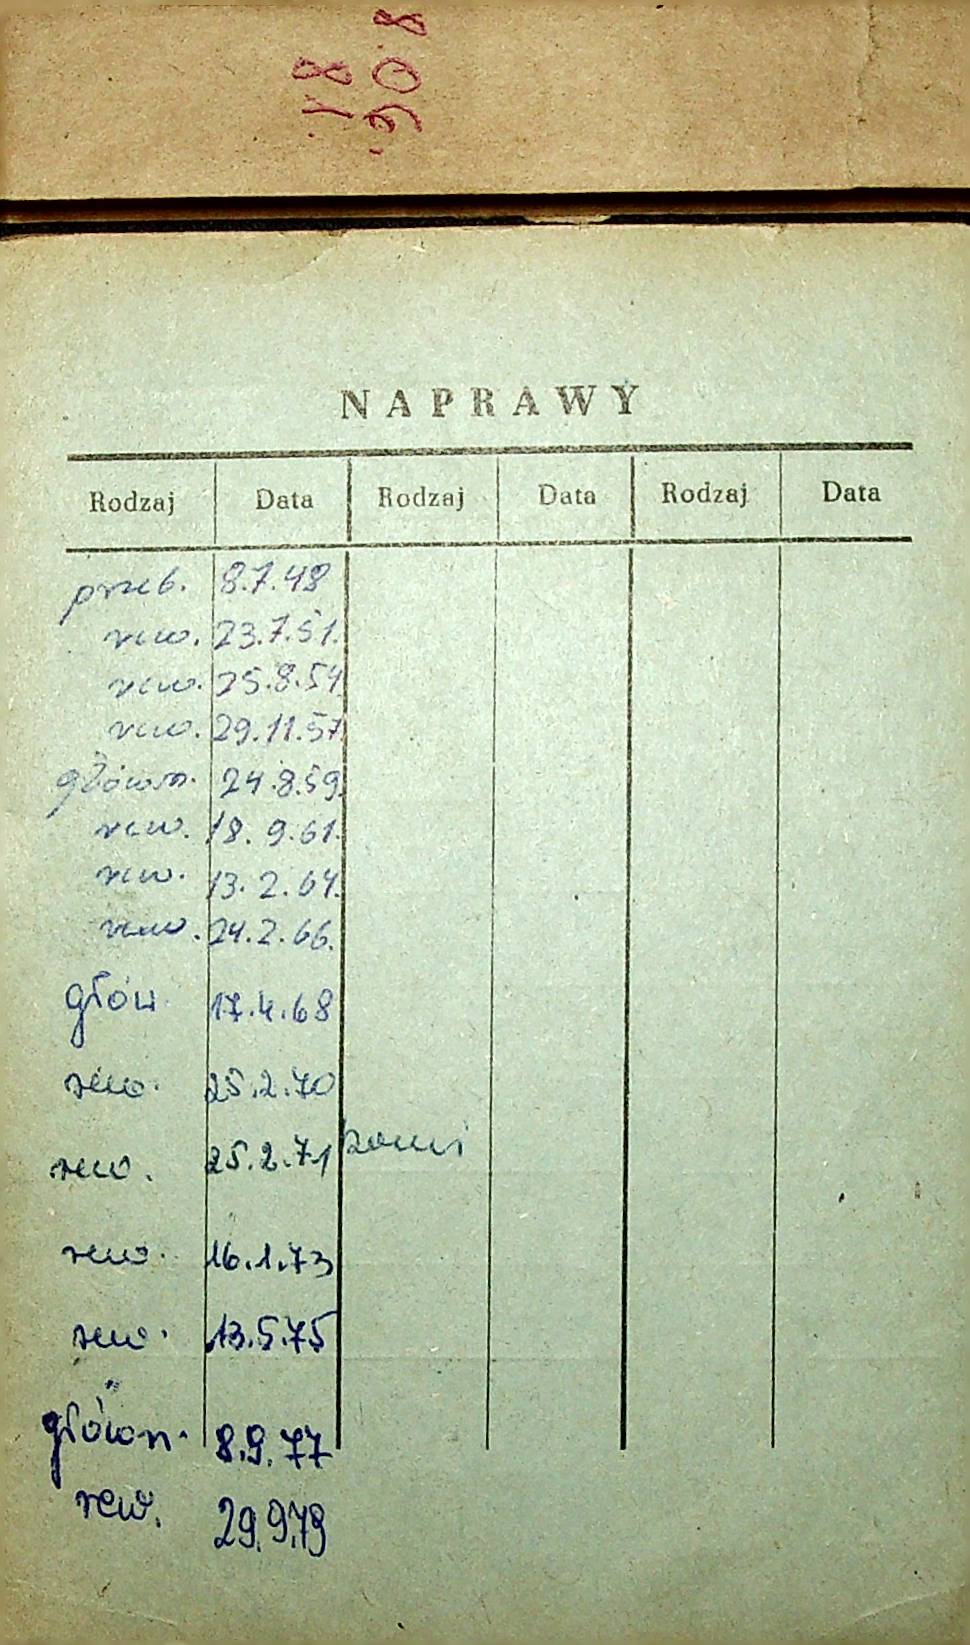 NAPRAWY
Rodzaj Data Rodzaj Data Rodzaj Data
przeb. 8.7.48
rew. 23.7.51.
rew. 25.8.54
rew. 29.11.57
główn. 24.8.59.
rew. 18.9.61.
rew. 13.2.64.
rew. 24.2.66.
głów 17.4.68
rew. 25.2.70
rew. 25.2.71
rew. 16.1.73
rew. 13.5.75
główn. 8.9.77
rew. 29.9.79